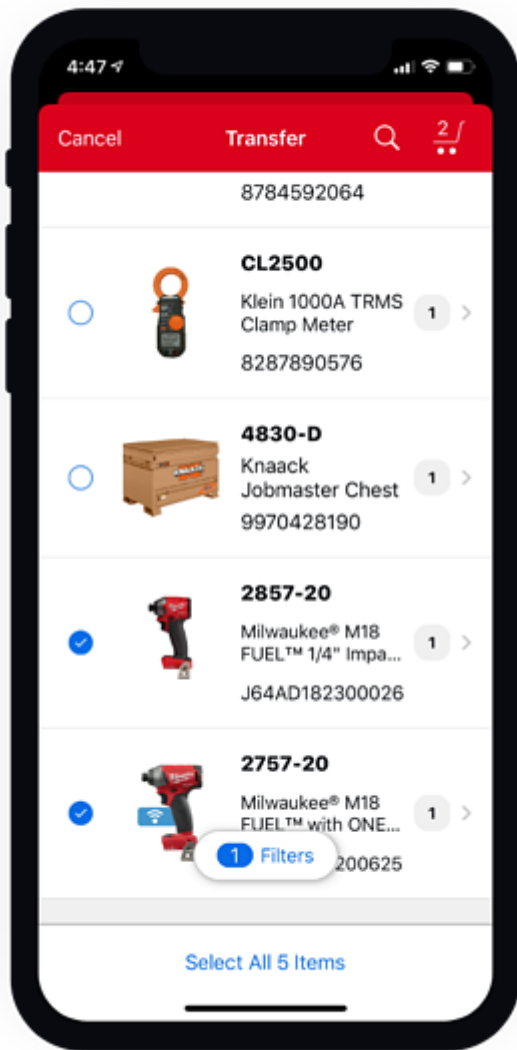 4:47
Cancel
Transfer
2
8784592064
CL2500
Klein 1000A TRMS
Clamp Meter
1
8287890576
4830-D
KNAACK
Knaack
Jobmaster Chest
1
9970428190
2857-20
Milwaukee® M18
FUEL™ 1/4" Impa...
1
J64AD182300026
2757-20
Milwaukee® M18
FUEL™ with ONE...
1
1 Filters
200625
Select All 5 Items